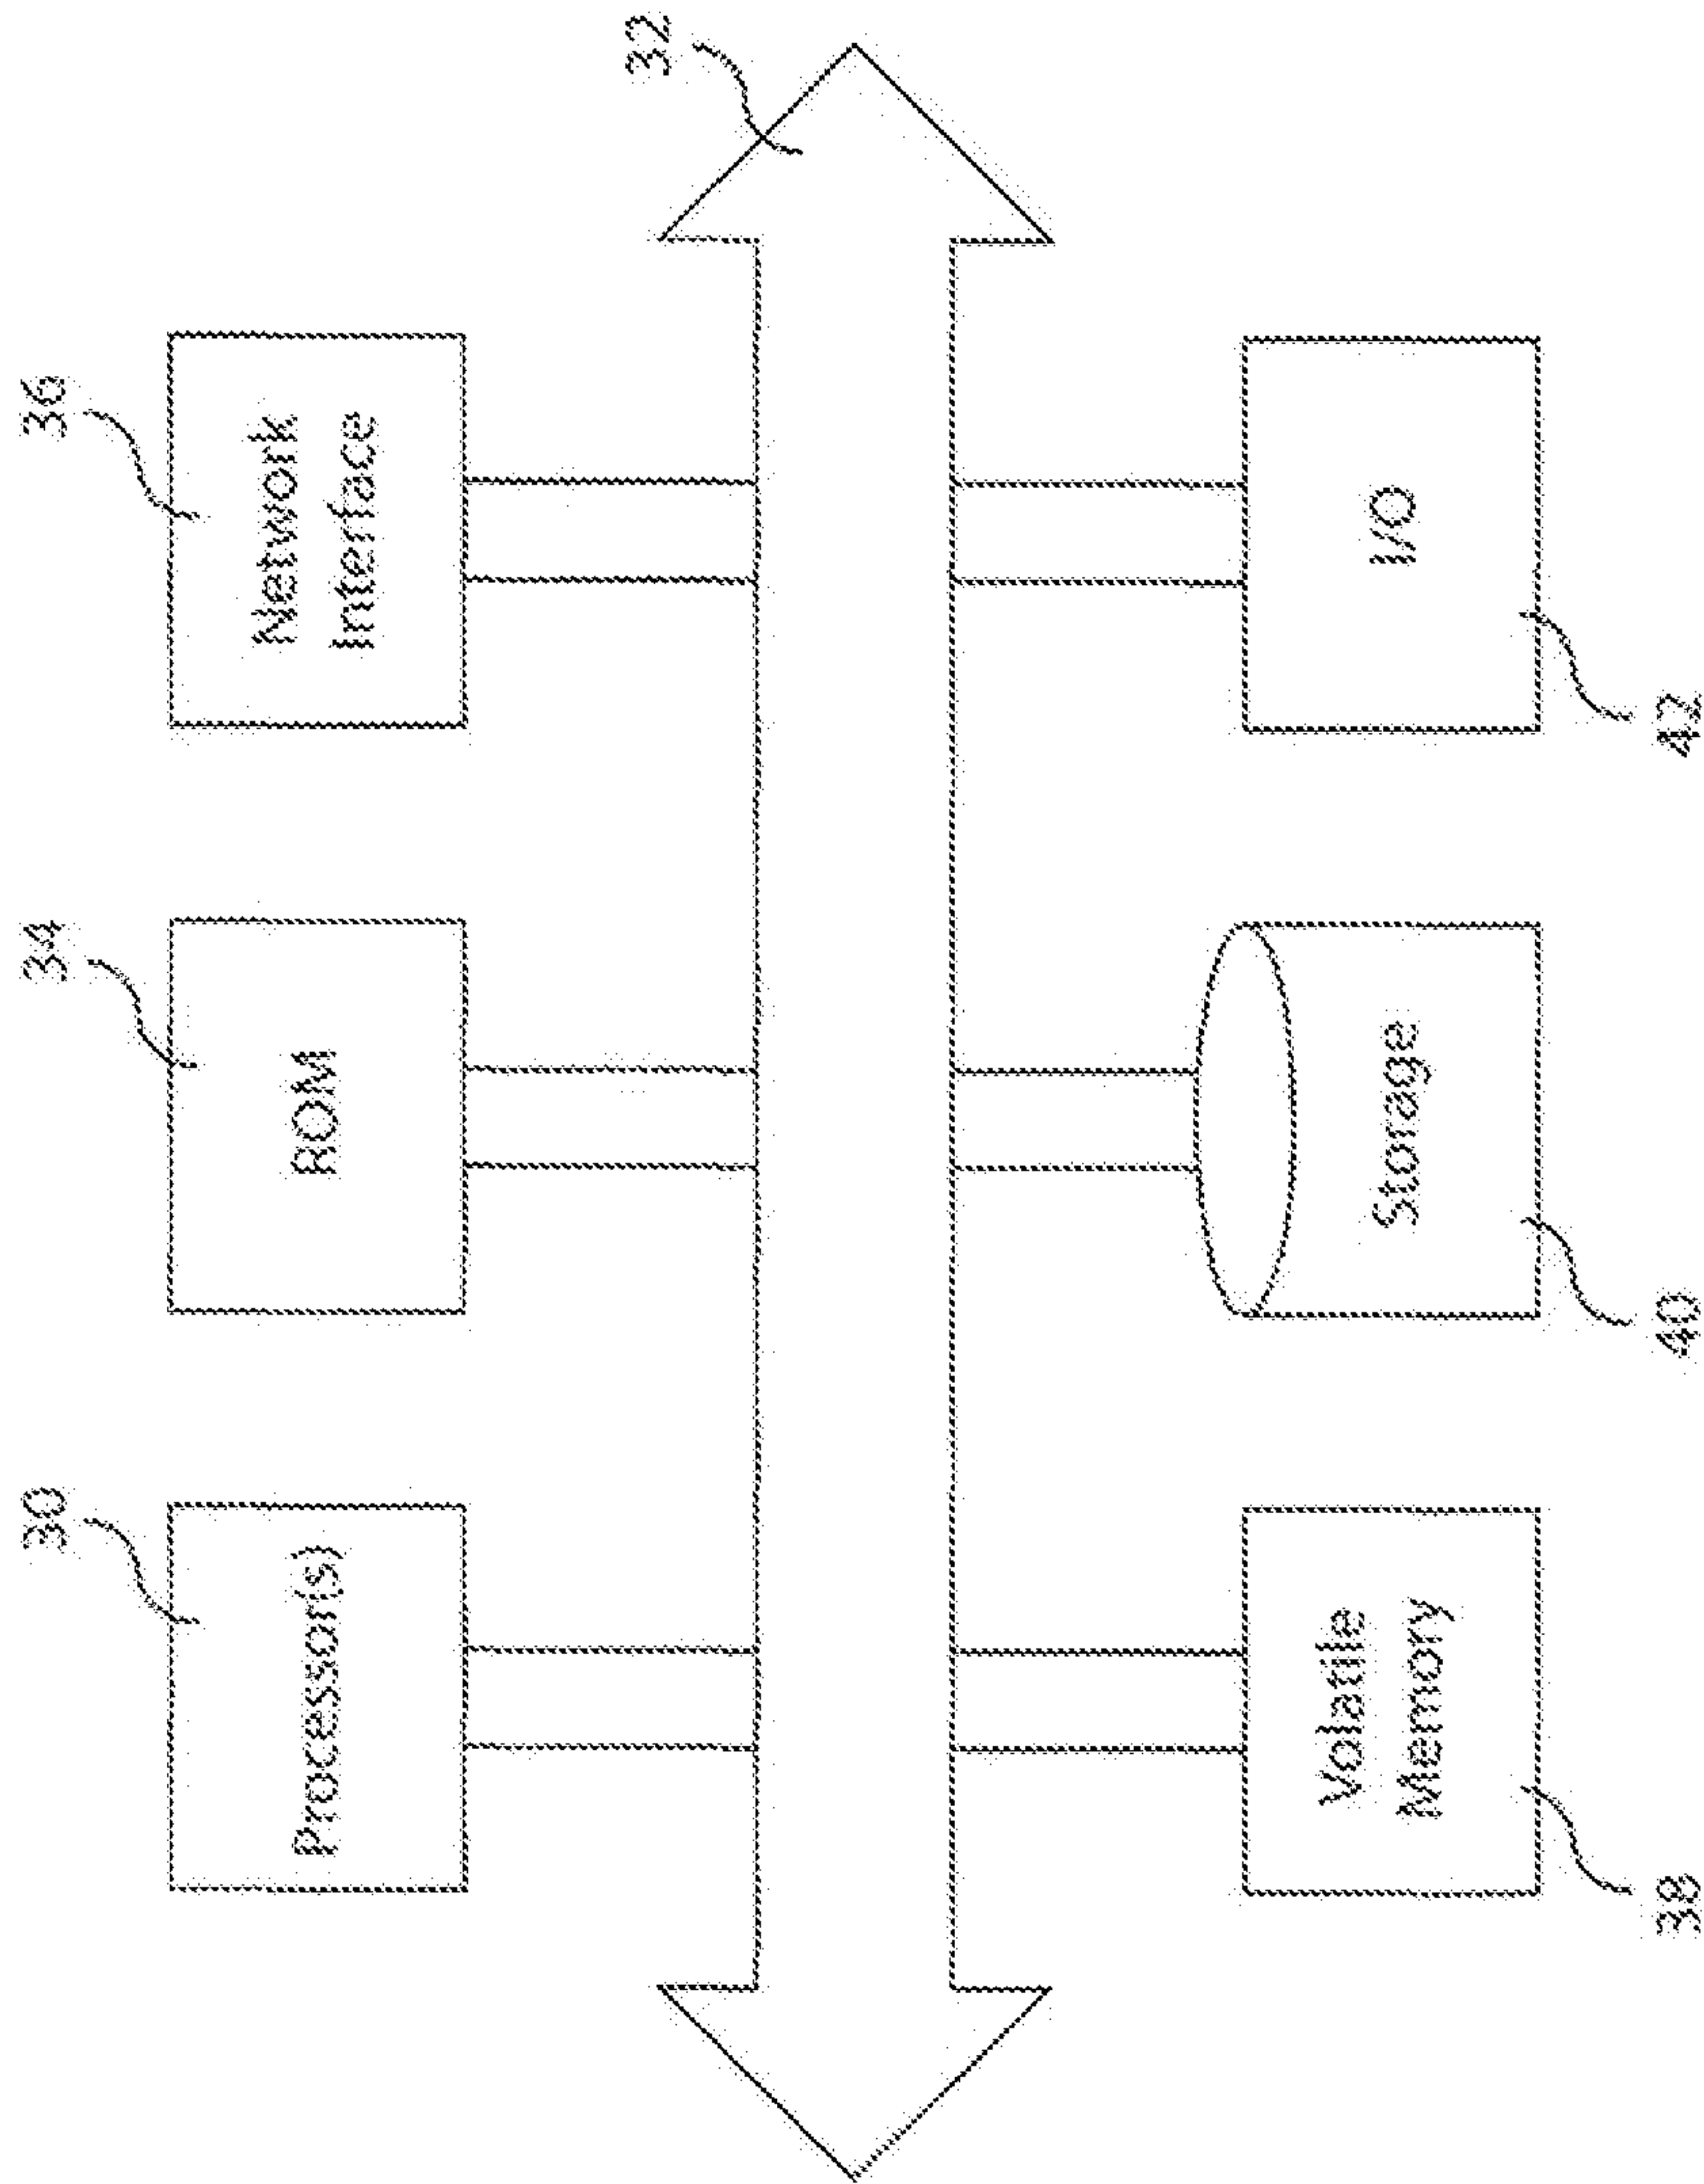 30
34
36
Processor(s)
ROM
Network
Interface
32
Volatile
Memory
Storage
I/O
38
40
42